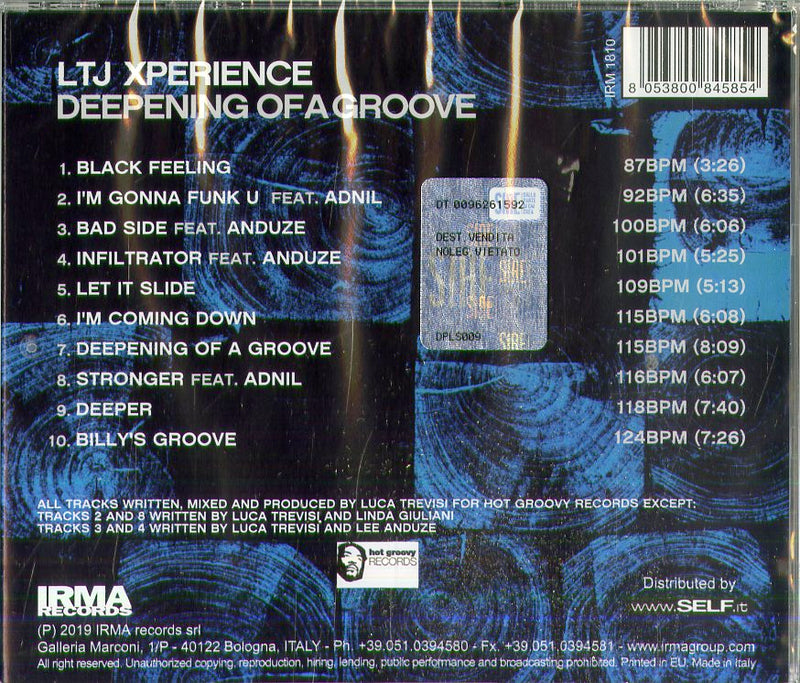 LTJ XPERIENCE
DEEPENING OF A GROOVE
IRM 1810
8 053800 845854
1. BLACK FEELING 87BPM (3:26)
2. I'M GONNA FUNK U FEAT. ADNIL 92BPM (6:35)
3. BAD SIDE FEAT. ANDUZE 100BPM (6:06)
4. INFILTRATOR FEAT. ANDUZE 101BPM (5:25)
5. LET IT SLIDE 109BPM (5:13)
6. I'M COMING DOWN 115BPM (6:08)
7. DEEPENING OF A GROOVE 115BPM (8:09)
8. STRONGER FEAT. ADNIL 116BPM (6:07)
9. DEEPER 118BPM (7:40)
10. BILLY'S GROOVE 124BPM (7:26)
DT 0096261592
DEST.VENDITA
NOLEG.VIETATO
SIAE
DPLS009
ALL TRACKS WRITTEN, MIXED AND PRODUCED BY LUCA TREVISI FOR HOT GROOVY RECORDS EXCEPT:
TRACKS 2 AND 8 WRITTEN BY LUCA TREVISI AND LINDA GIULIANI
TRACKS 3 AND 4 WRITTEN BY LUCA TREVISI AND LEE ANDUZE
hot groovy
RECORDS
IRMA
RECORDS
Distributed by
www.SELF.it
(P) 2019 IRMA records srl
Galleria Marconi, 1/P - 40122 Bologna, ITALY - Ph. +39.051.0394580 - Fx. +39.051.0394581 - www.irmagroup.com
All right reserved. Unauthorized copying, reproduction, hiring, lending, public performance and broadcasting prohibited. Printed in EU. Made in Italy